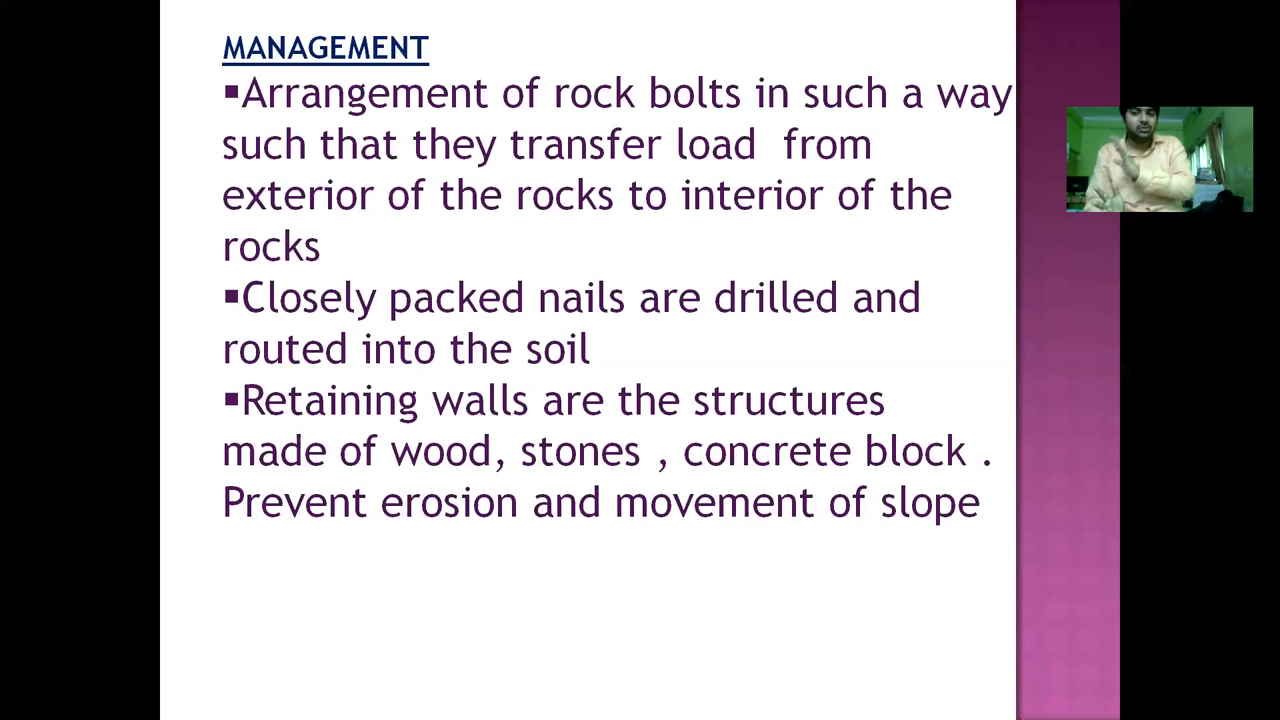 MANAGEMENT
▪Arrangement of rock bolts in such a way
such that they transfer load from
exterior of the rocks to interior of the
rocks
▪Closely packed nails are drilled and
routed into the soil
▪Retaining walls are the structures
made of wood, stones , concrete block .
Prevent erosion and movement of slope